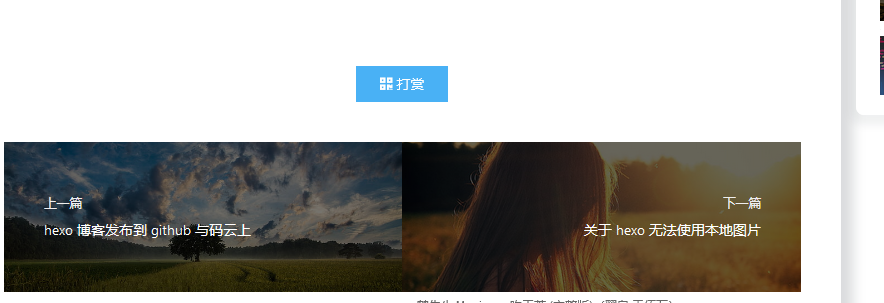 打赏
上一篇
下一篇
hexo 博客发布到 github 与码云上
关于 hexo 无法使用本地图片